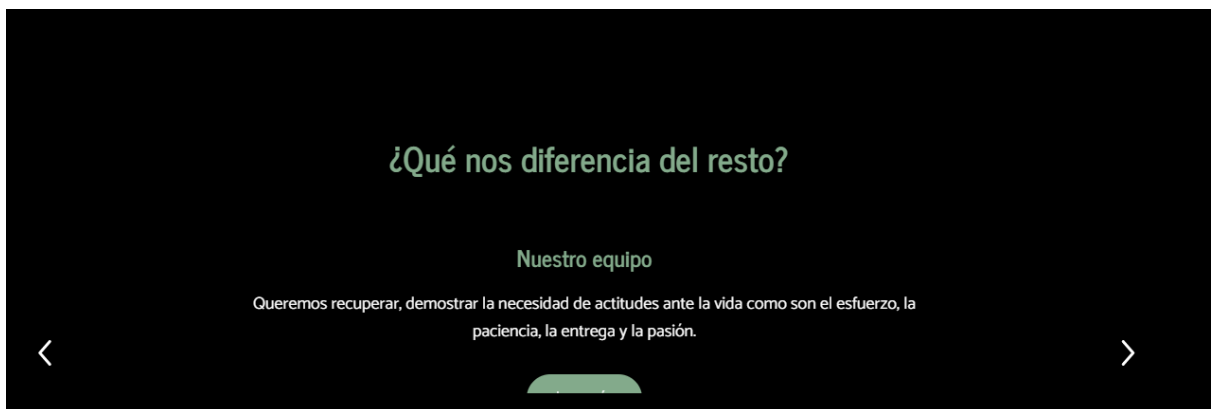 ¿Qué nos diferencia del resto?
Nuestro equipo
Queremos recuperar, demostrar la necesidad de actitudes ante la vida como son el esfuerzo, la
paciencia, la entrega y la pasión.